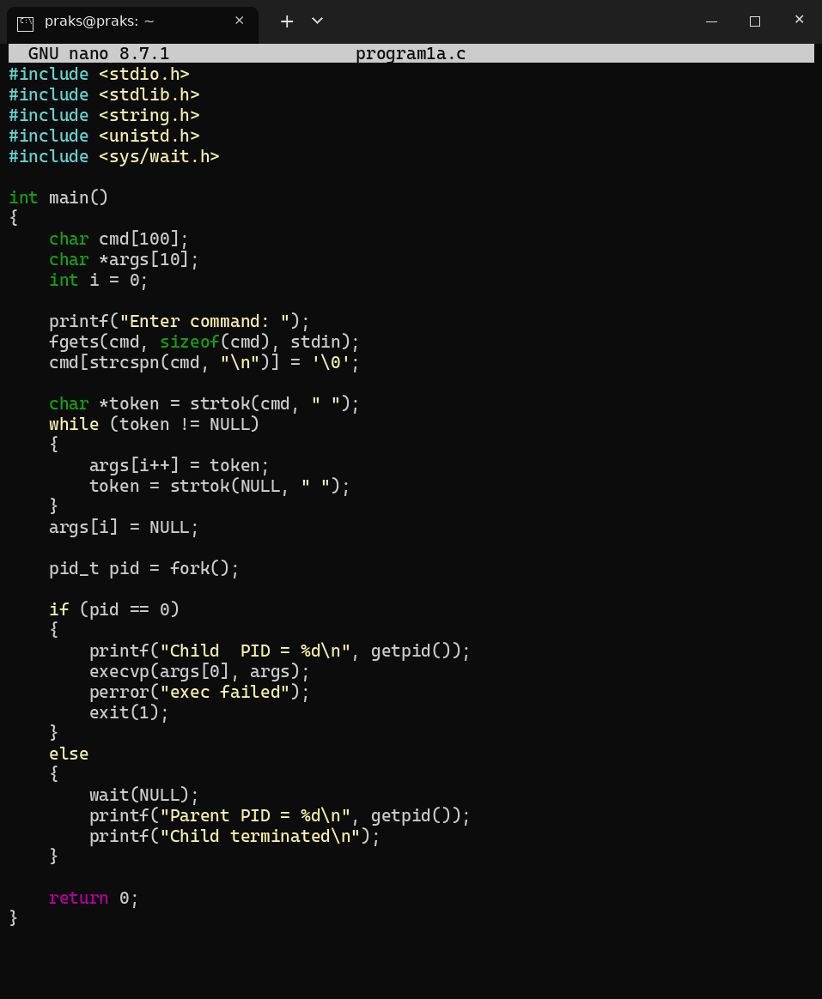 praks@praks: ~
GNU nano 8.7.1 program1a.c
#include <stdio.h>
#include <stdlib.h>
#include <string.h>
#include <unistd.h>
#include <sys/wait.h>

int main()
{
    char cmd[100];
    char *args[10];
    int i = 0;

    printf("Enter command: ");
    fgets(cmd, sizeof(cmd), stdin);
    cmd[strcspn(cmd, "\n")] = '\0';

    char *token = strtok(cmd, " ");
    while (token != NULL)
    {
        args[i++] = token;
        token = strtok(NULL, " ");
    }
    args[i] = NULL;

    pid_t pid = fork();

    if (pid == 0)
    {
        printf("Child  PID = %d\n", getpid());
        execvp(args[0], args);
        perror("exec failed");
        exit(1);
    }
    else
    {
        wait(NULL);
        printf("Parent PID = %d\n", getpid());
        printf("Child terminated\n");
    }

    return 0;
}